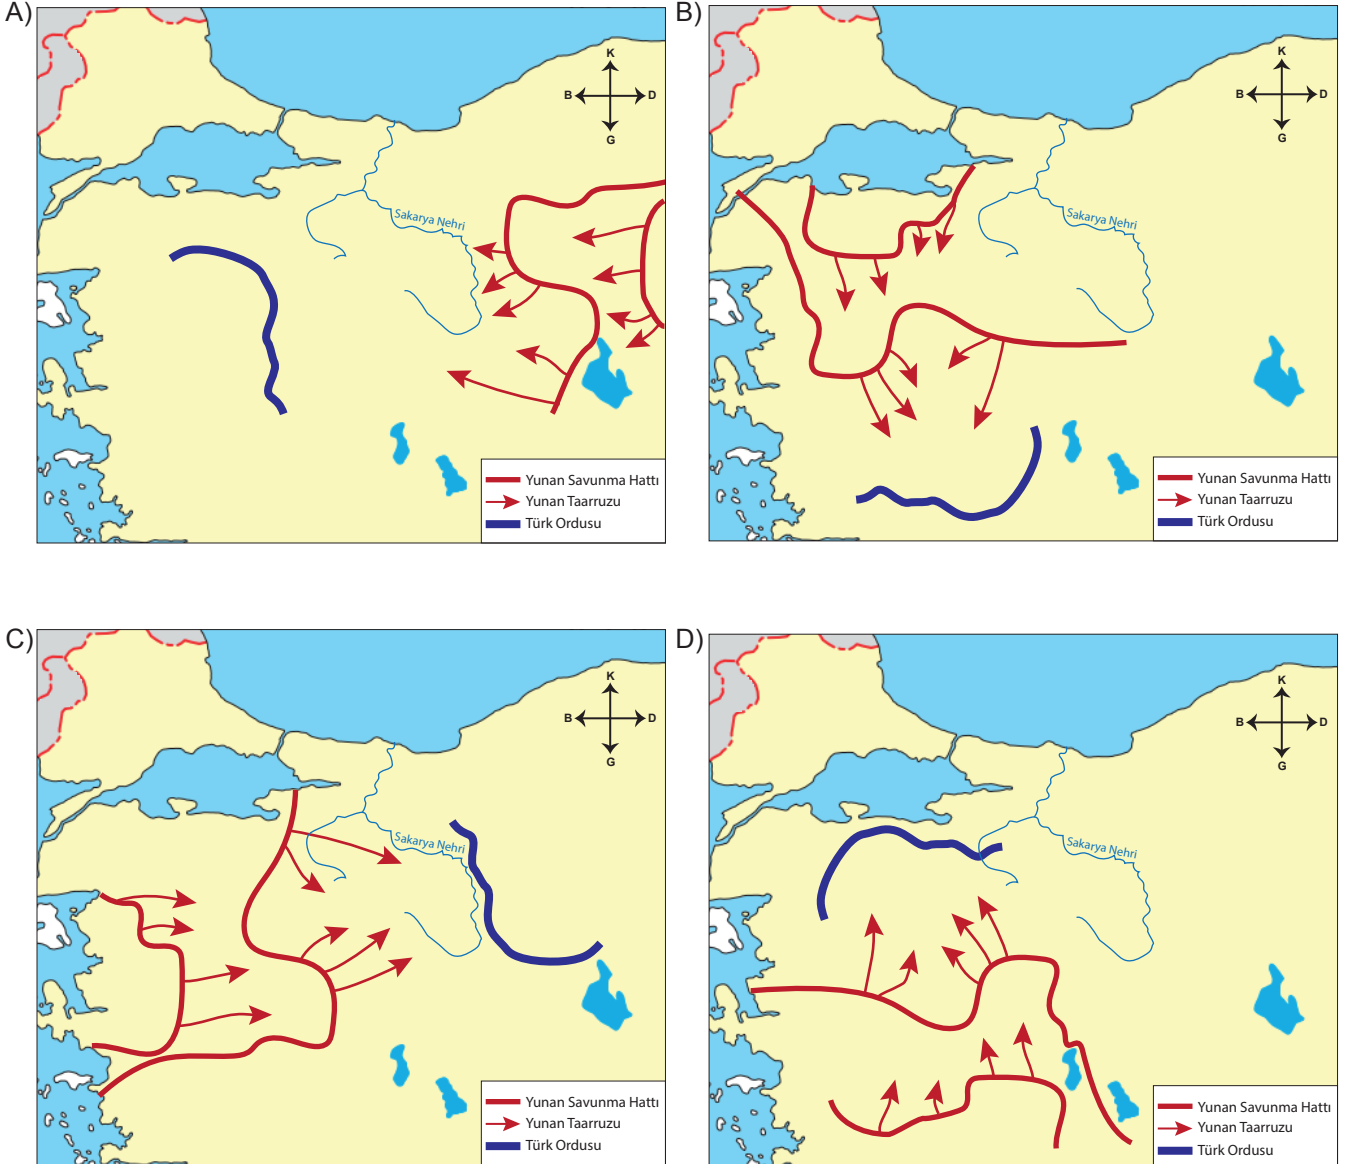 A)
K
B D
G
Sakarya Nehri
Yunan Savunma Hattı
Yunan Taarruzu
Türk Ordusu
B)
K
B D
G
Sakarya Nehri
Yunan Savunma Hattı
Yunan Taarruzu
Türk Ordusu
C)
K
B D
G
Sakarya Nehri
Yunan Savunma Hattı
Yunan Taarruzu
Türk Ordusu
D)
K
B D
G
Sakarya Nehri
Yunan Savunma Hattı
Yunan Taarruzu
Türk Ordusu